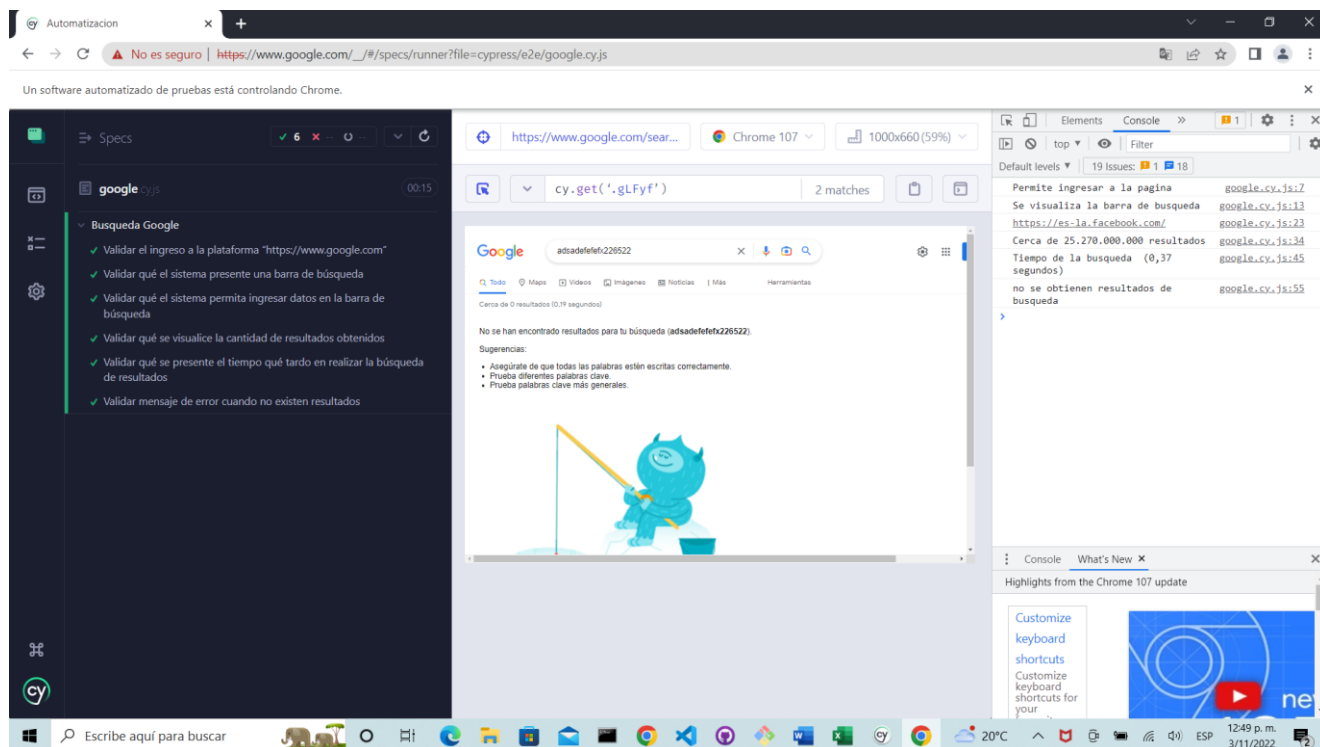 Automatizacion
No es seguro | https://www.google.com/__/#/specs/runner?file=cypress/e2e/google.cy.js
Un software automatizado de pruebas está controlando Chrome.
Specs
6
--
--
google cy.js
00:15
Busqueda Google
Validar el ingreso a la plataforma "https://www.google.com"
Validar qué el sistema presente una barra de búsqueda
Validar qué el sistema permita ingresar datos en la barra de
búsqueda
Validar qué se visualice la cantidad de resultados obtenidos
Validar qué se presente el tiempo qué tardo en realizar la búsqueda
de resultados
Validar mensaje de error cuando no existen resultados
cy
https://www.google.com/sear...
Chrome 107
1000x660 (59%)
cy.get('.gLFyf')
2 matches
Google
adsadefefefx226522
Todo
Maps
Videos
Imágenes
Noticias
Más
Herramientas
Cerca de 0 resultados (0,19 segundos)
No se han encontrado resultados para tu búsqueda (adsadefefefx226522).
Sugerencias:
Asegúrate de que todas las palabras estén escritas correctamente.
Prueba diferentes palabras clave.
Prueba palabras clave más generales.
Elements
Console
1
top
Filter
Default levels
19 Issues:
1
18
Permite ingresar a la pagina google.cy.js:7
Se visualiza la barra de busqueda google.cy.js:13
https://es-la.facebook.com/ google.cy.js:23
Cerca de 25.270.000.000 resultados google.cy.js:34
Tiempo de la busqueda (0,37 google.cy.js:45
segundos)
no se obtienen resultados de google.cy.js:55
busqueda
Console
What's New
Highlights from the Chrome 107 update
Customize
keyboard
shortcuts
Customize
keyboard
shortcuts for
your
Escribe aquí para buscar
20°C
ESP
12:49 p. m.
3/11/2022
2